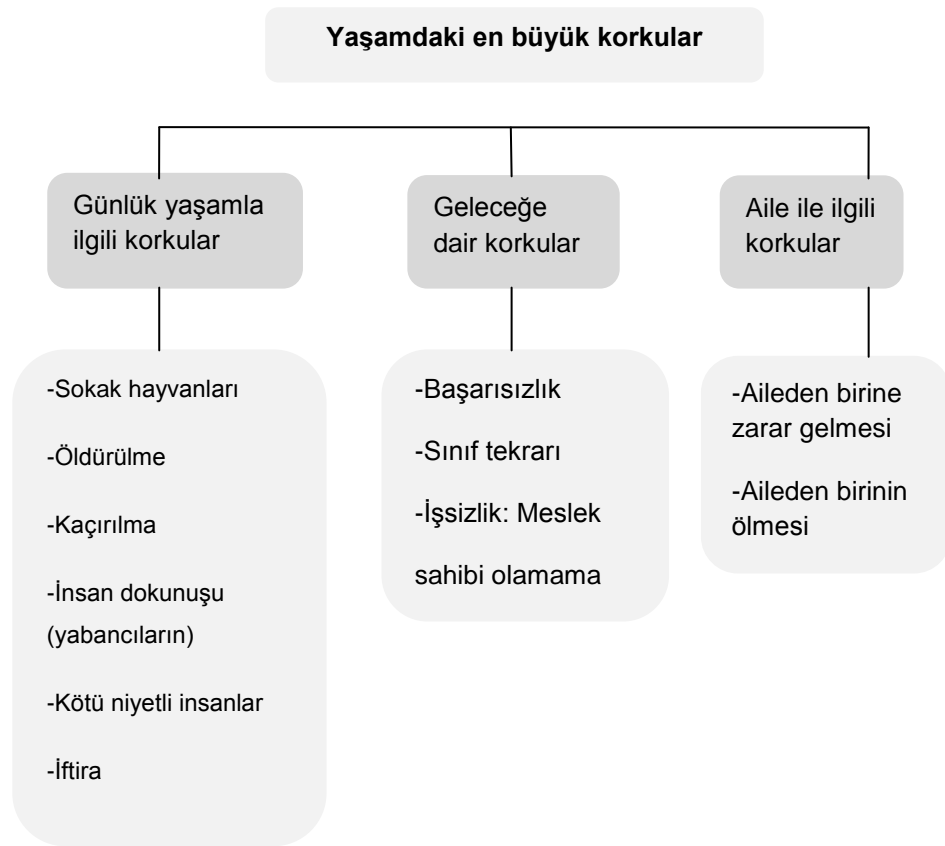 Yaşamdaki en büyük korkular
Günlük yaşamla
ilgili korkular
Geleceğe
dair korkular
Aile ile ilgili
korkular
-Sokak hayvanları
-Öldürülme
-Kaçırılma
-İnsan dokunuşu
(yabancıların)
-Kötü niyetli insanlar
-İftira
-Başarısızlık
-Sınıf tekrarı
-İşsizlik: Meslek
sahibi olamama
-Aileden birine
zarar gelmesi
-Aileden birinin
ölmesi